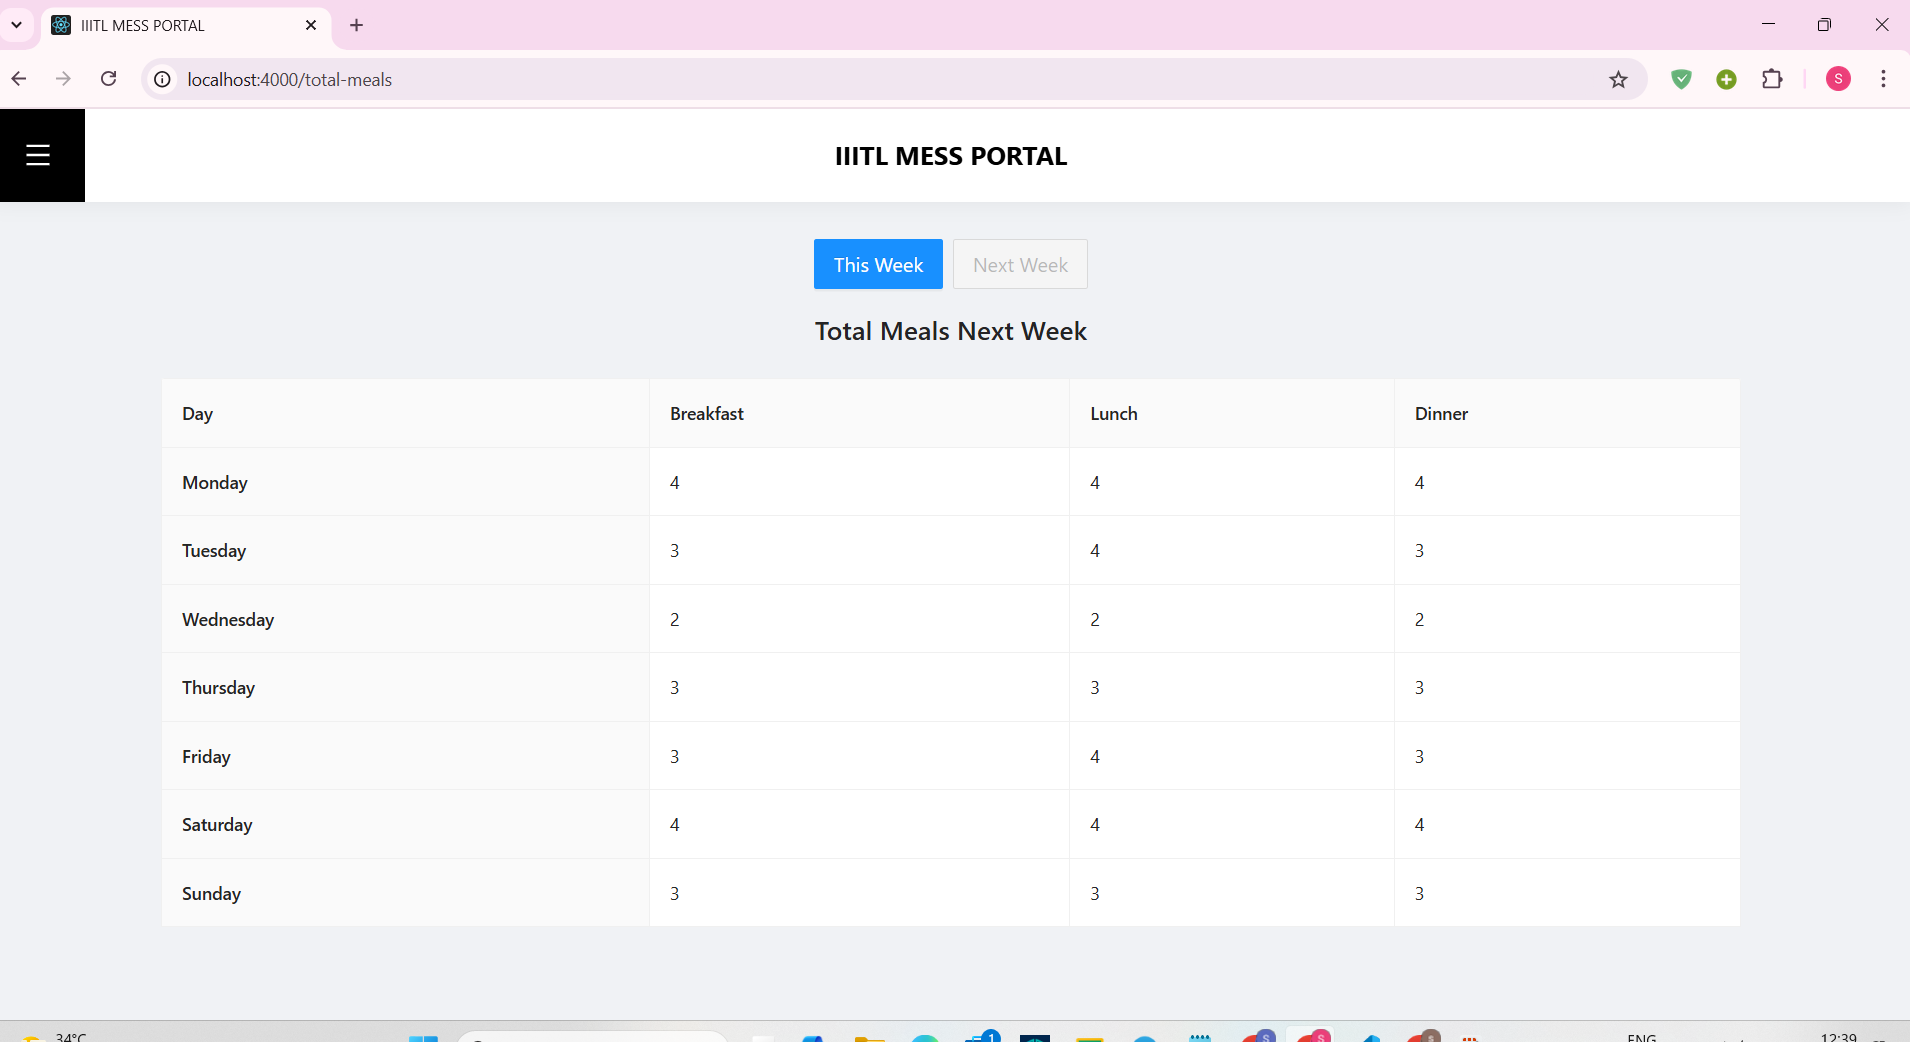 IIITL MESS PORTAL
localhost:4000/total-meals
S
IIITL MESS PORTAL
This Week Next Week
Total Meals Next Week
Day Breakfast Lunch Dinner
Monday 4 4 4
Tuesday 3 4 3
Wednesday 2 2 2
Thursday 3 3 3
Friday 3 4 3
Saturday 4 4 4
Sunday 3 3 3
34°C 1 S S S ENG 12:39